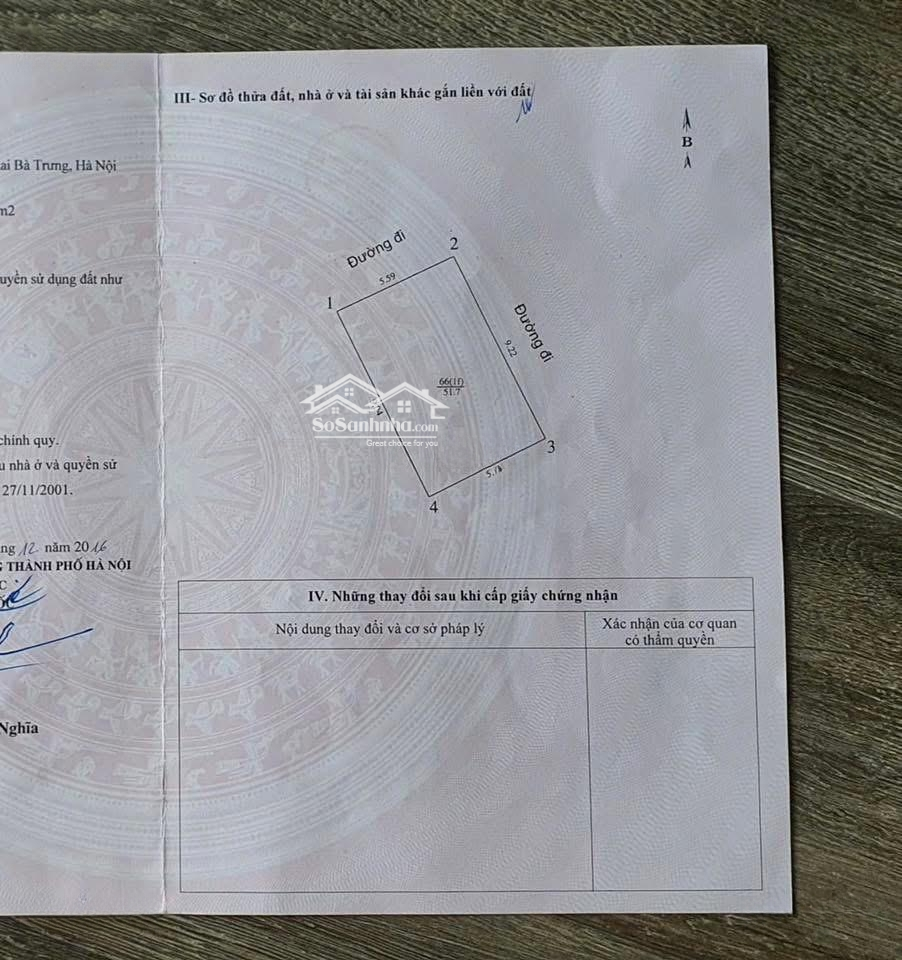 III- Sơ đồ thửa đất, nhà ở và tài sản khác gắn liền với đất
B
ai Bà Trưng, Hà Nội
m2
uyền sử dụng đất như
Đường đi
2
5.59
1
Đường đi
9.22
66(1f)
51.7
SoSanhnha.com
Great choice for you
chính quy.
u nhà ở và quyền sử
27/11/2001.
3
4
ng 12 năm 2016
THÀNH PHỐ HÀ NỘI
Nghĩa
IV. Những thay đổi sau khi cấp giấy chứng nhận
Nội dung thay đổi và cơ sở pháp lý
Xác nhận của cơ quan
có thẩm quyền